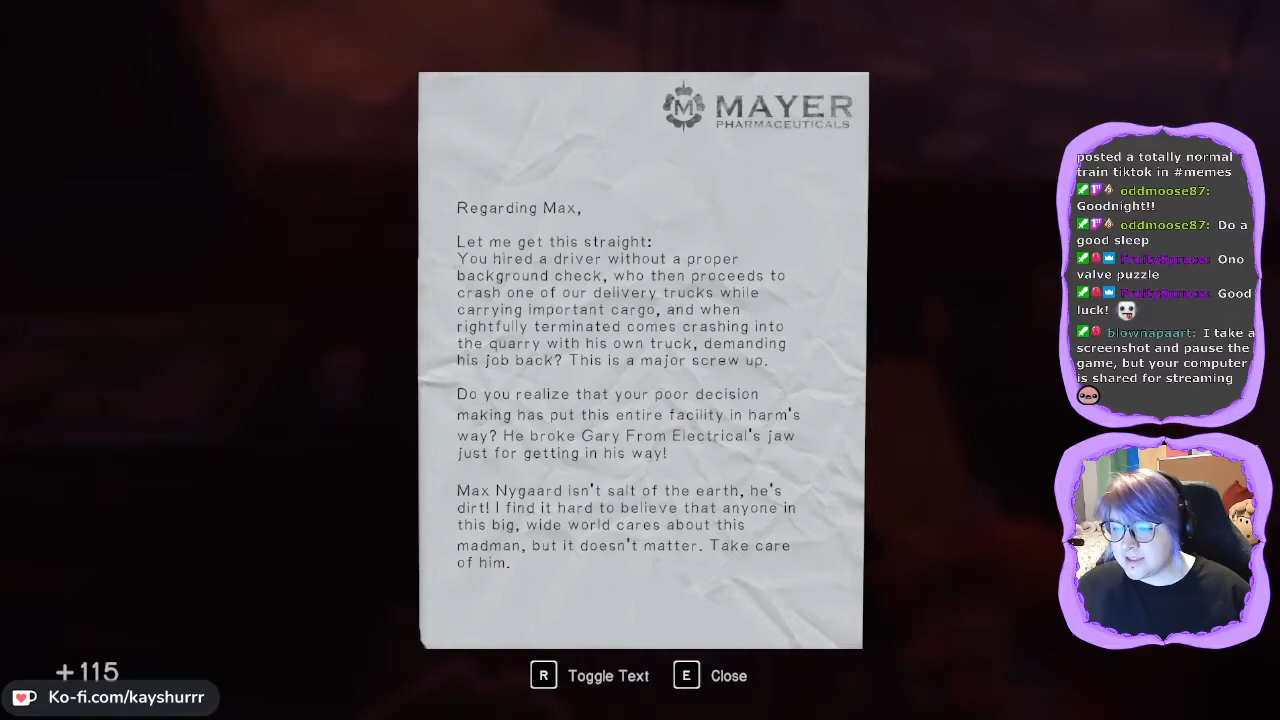 M
MAYER
PHARMACEUTICALS
Regarding Max,
Let me get this straight:
You hired a driver without a proper
background check, who then proceeds to
crash one of our delivery trucks while
carrying important cargo, and when
rightfully terminated comes crashing into
the quarry with his own truck, demanding
his job back? This is a major screw up.
Do you realize that your poor decision
making has put this entire facility in harm's
way? He broke Gary From Electrical's jaw
just for getting in his way!
Max Nygaard isn't salt of the earth, he's
dirt! I find it hard to believe that anyone in
this big, wide world cares about this
madman, but it doesn't matter. Take care
of him.
+115
Ko-fi.com/kayshurrr
R Toggle Text E Close
posted a totally normal
train tiktok in #memes
oddmoose87:
Goodnight!!
oddmoose87: Do a
good sleep
FruitySpruce: Ono
valve puzzle
FruitySpruce: Good
luck!
blownapaart: I take a
screenshot and pause the
game, but your computer
is shared for streaming